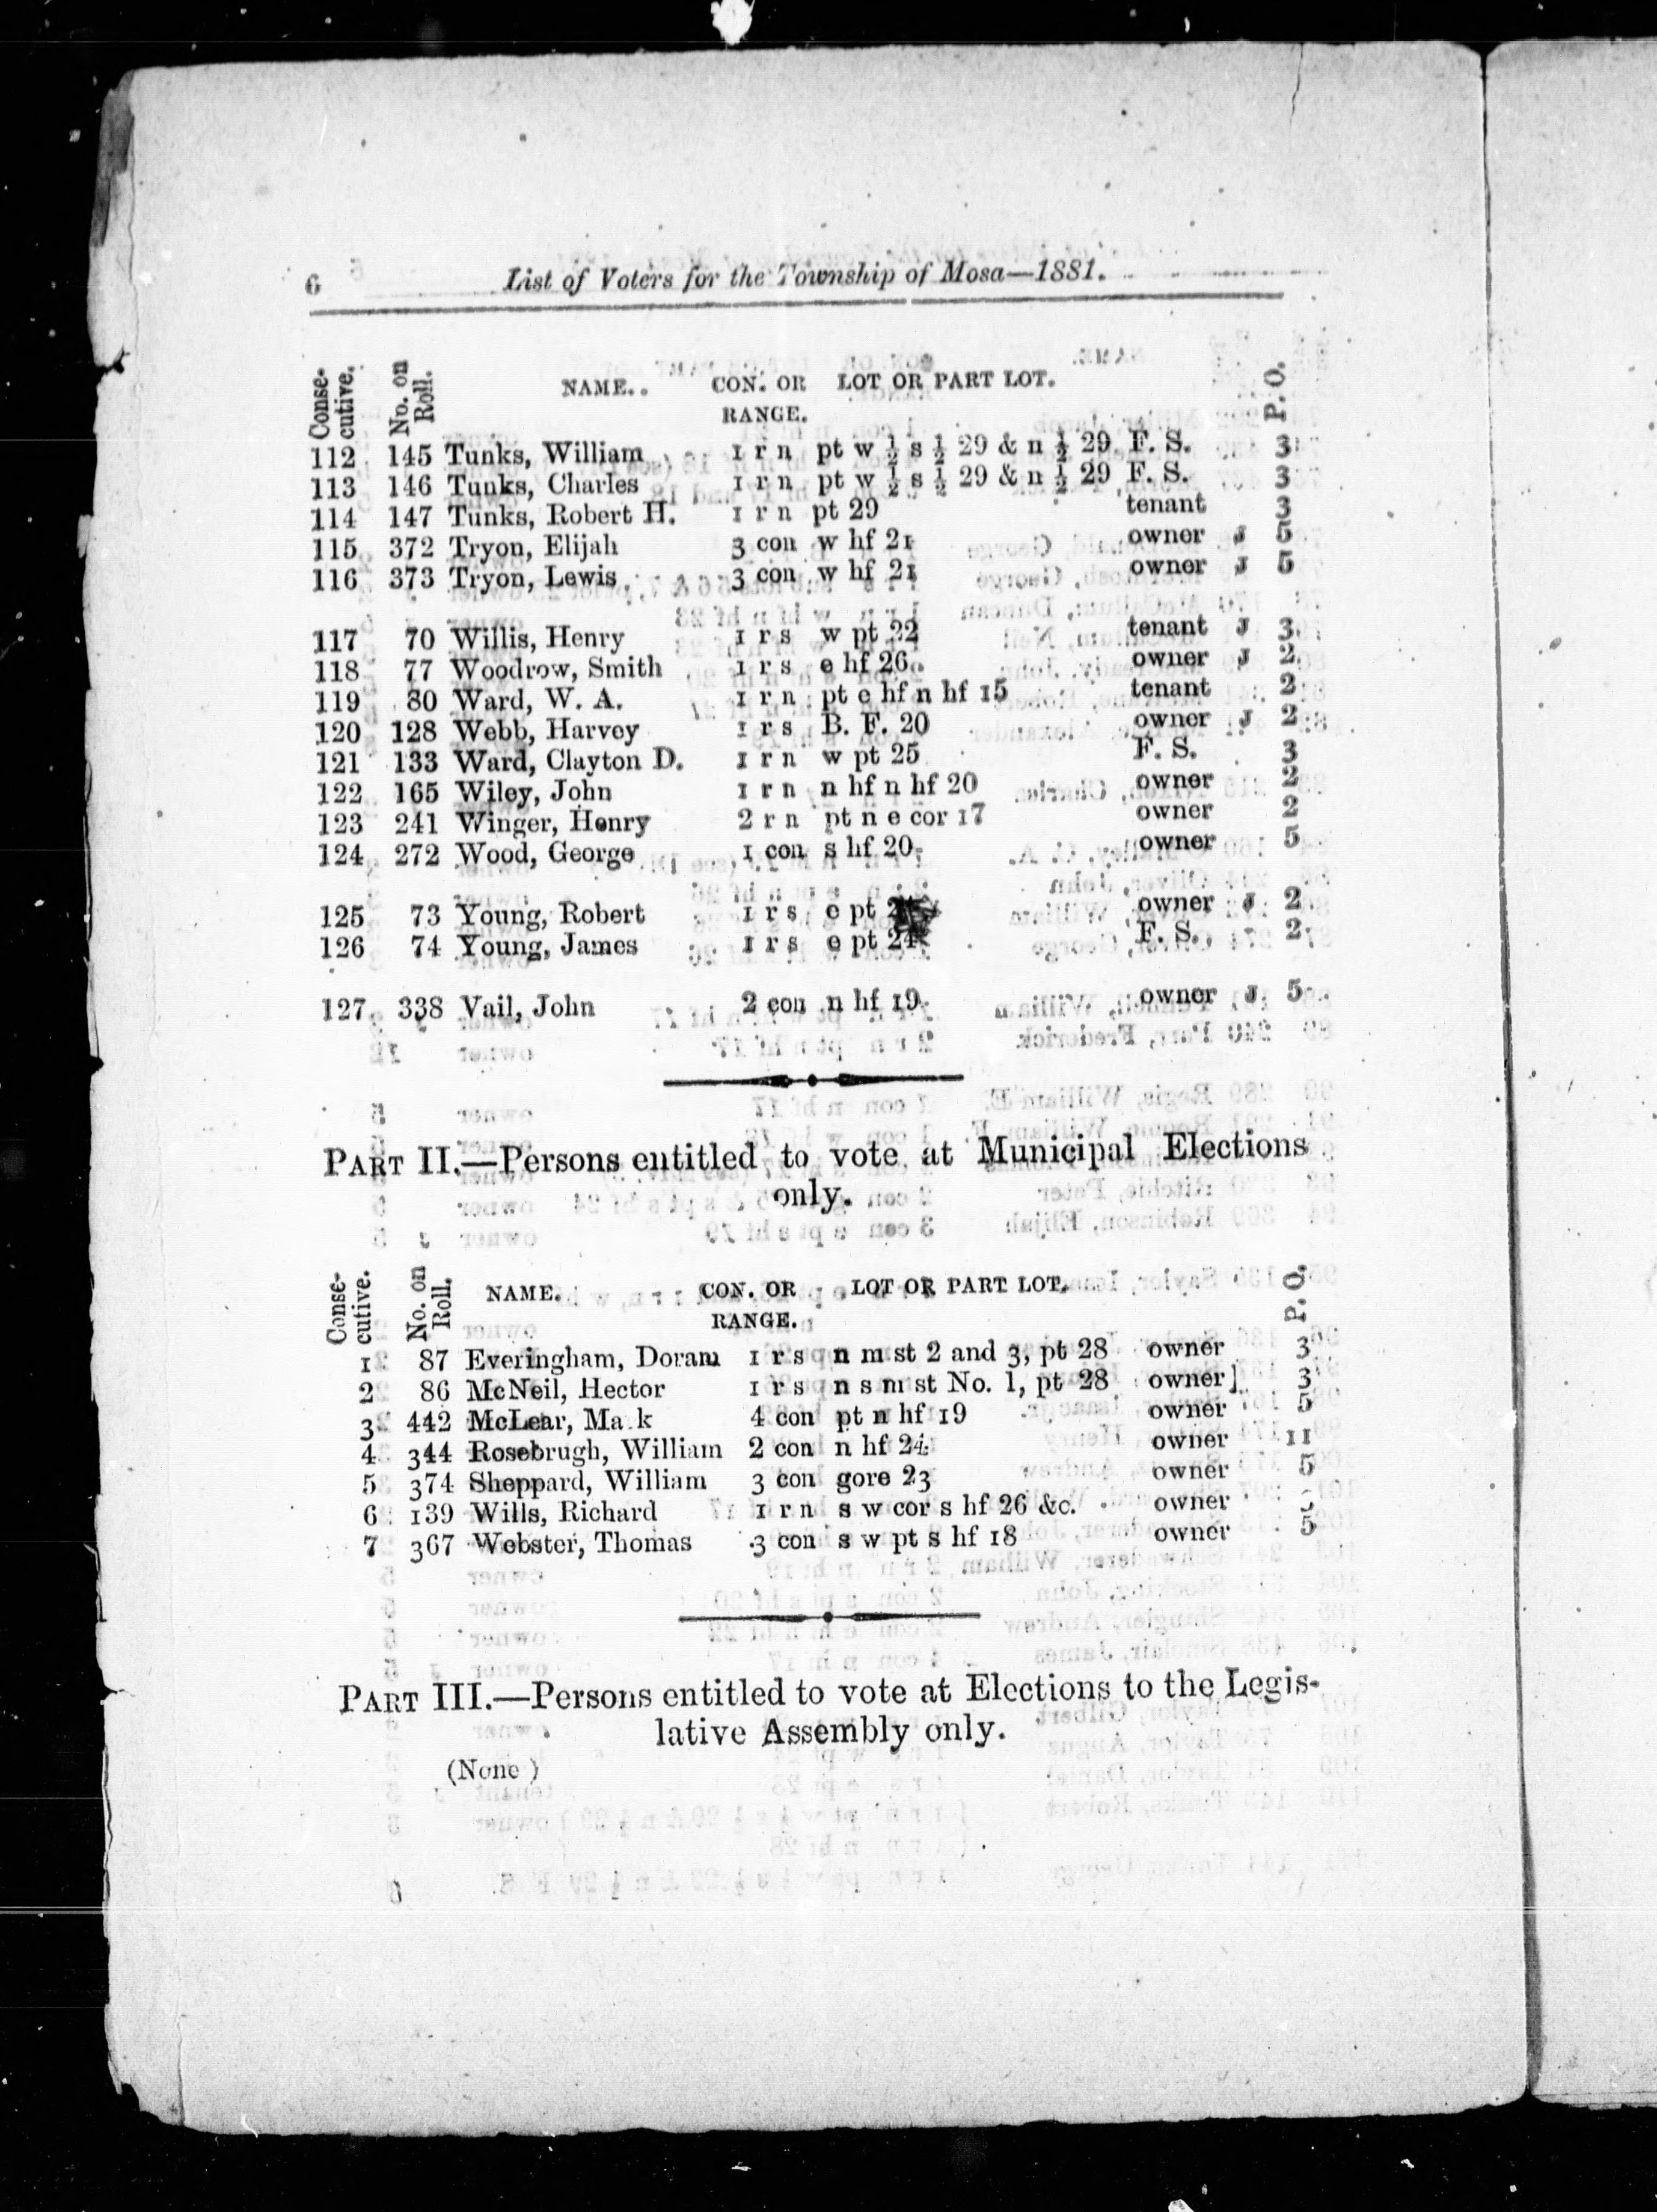 6 List of Voters for the Township of Mosa—1881.
Conse-cutive. No. on Roll. NAME. CON. OR RANGE. LOT OR PART LOT. P. O.
112 145 Tunks, William 1 r n pt w ½ s ½ 29 & n ½ 29 F. S. 3
113 146 Tunks, Charles 1 r n pt w ½ s ½ 29 & n ½ 29 F. S. 3
114 147 Tunks, Robert H. 1 r n pt 29 tenant 3
115 372 Tryon, Elijah 3 con w hf 21 owner J 5
116 373 Tryon, Lewis 3 con w hf 21 owner J 5
117 70 Willis, Henry 1 r s w pt 22 tenant J 3
118 77 Woodrow, Smith 1 r s e hf 26 owner J 2
119 80 Ward, W. A. 1 r n pt e hf n hf 15 tenant 2
120 128 Webb, Harvey 1 r s B. F. 20 owner J 2
121 133 Ward, Clayton D. 1 r n w pt 25 F. S. 3
122 165 Wiley, John 1 r n n hf n hf 20 owner 2
123 241 Winger, Henry 2 r n pt n e cor 17 owner 2
124 272 Wood, George 1 con s hf 20 owner 5
125 73 Young, Robert 1 r s e pt owner J 2
126 74 Young, James 1 r s e pt 24 F. S. 2
127 338 Vail, John 2 con n hf 19 owner J 5
PART II.—Persons entitled to vote at Municipal Elections
only.
Conse-cutive. No. on Roll. NAME. CON. OR RANGE. LOT OR PART LOT. P. O.
1 87 Everingham, Doram 1 r s n m st 2 and 3, pt 28 owner 3
2 86 McNeil, Hector 1 r s n s m st No. 1, pt 28 owner] 3
3 442 McLear, Ma k 4 con pt n hf 19 owner 5
4 344 Rosebrugh, William 2 con n hf 24 owner 11
5 374 Sheppard, William 3 con gore 23 owner 5
6 139 Wills, Richard 1 r n s w cor s hf 26 &c. owner
7 367 Webster, Thomas 3 con s w pt s hf 18 owner 5
PART III.—Persons entitled to vote at Elections to the Legis-
lative Assembly only.
(None)